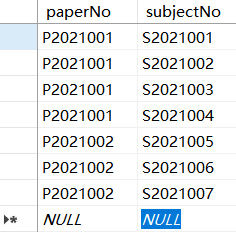 paperNo subjectNo
P2021001 S2021001
P2021001 S2021002
P2021001 S2021003
P2021001 S2021004
P2021002 S2021005
P2021002 S2021006
P2021002 S2021007
NULL NULL